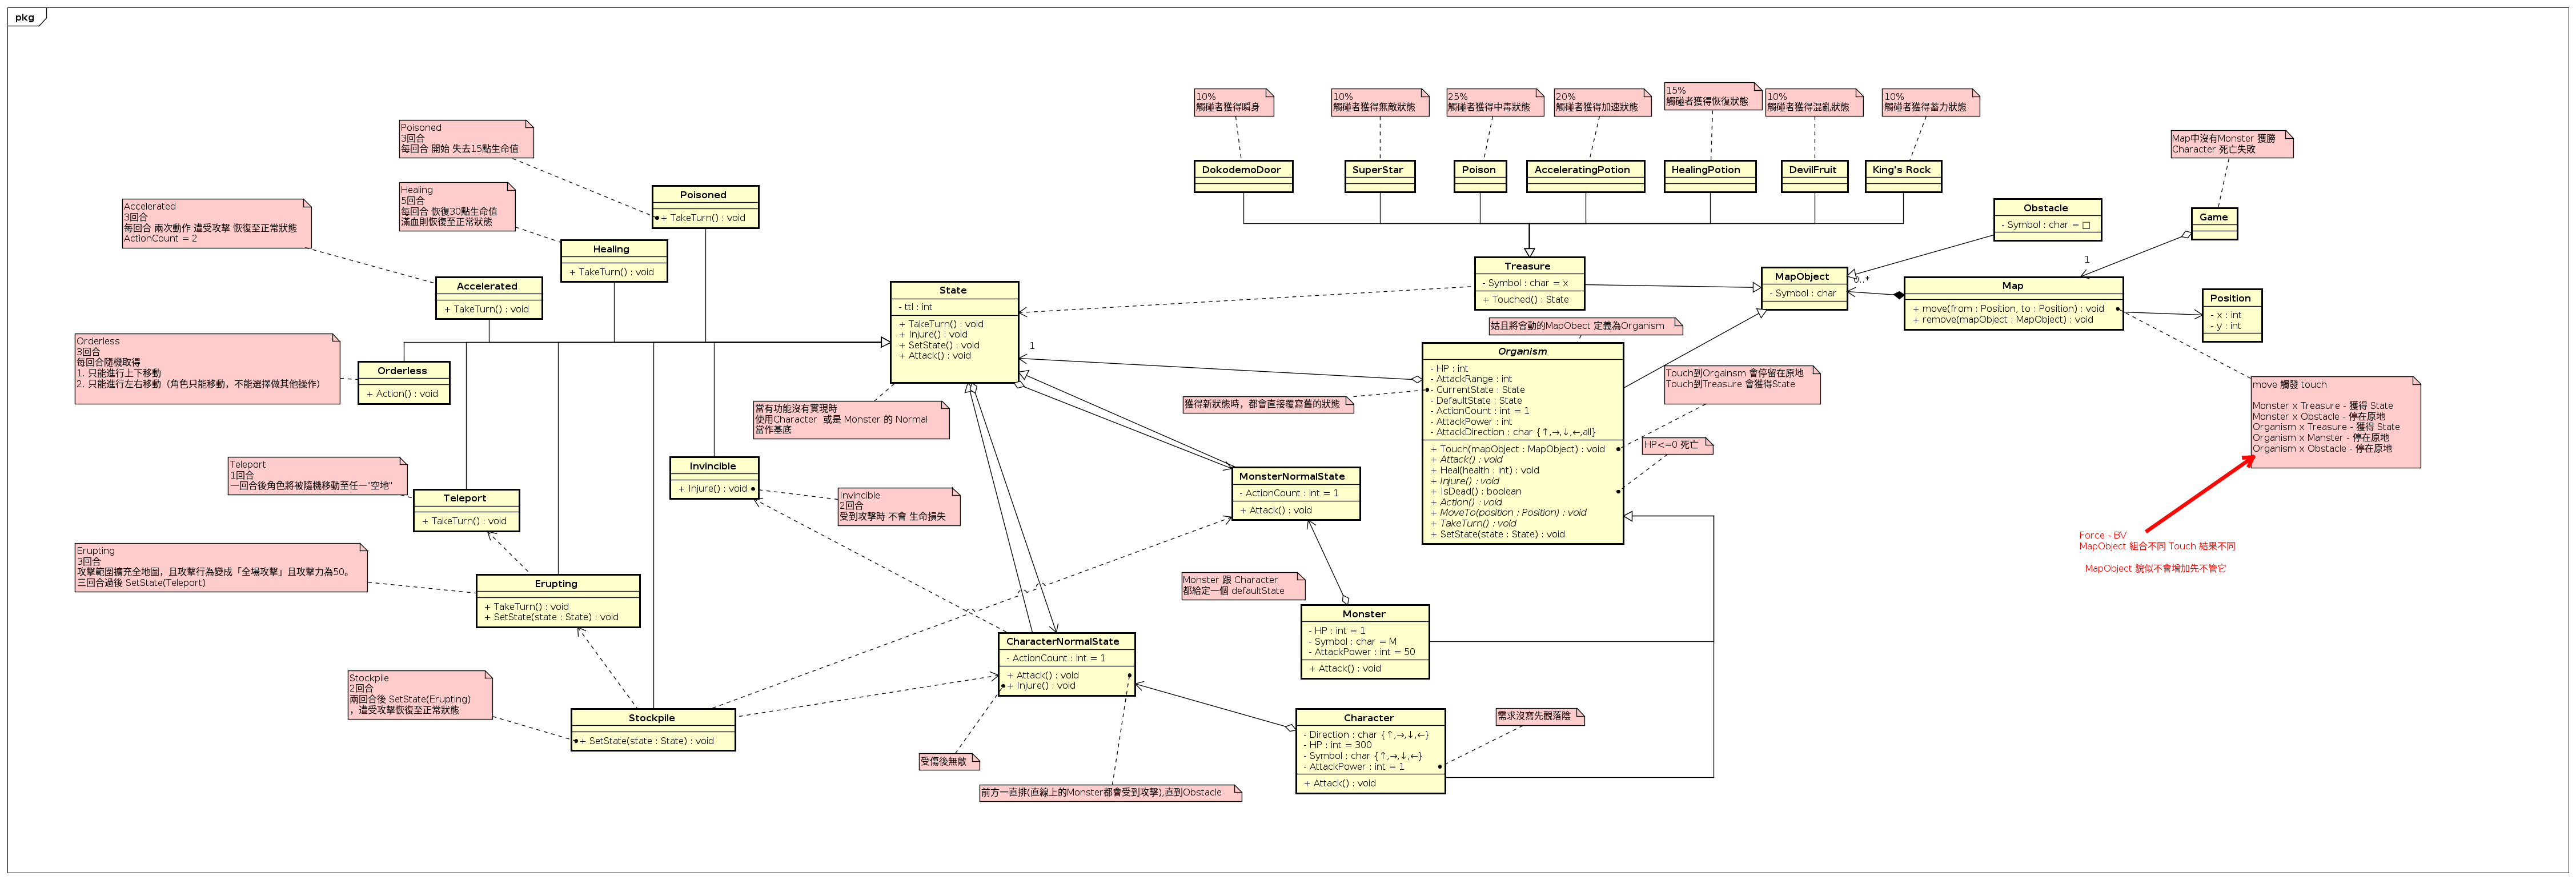 pkg
10%
觸碰者獲得瞬身
10%
觸碰者獲得無敵狀態
25%
觸碰者獲得中毒狀態
20%
觸碰者獲得加速狀態
15%
觸碰者獲得恢復狀態
10%
觸碰者獲得混亂狀態
10%
觸碰者獲得蓄力狀態
DokodemoDoor
SuperStar
Poison
AcceleratingPotion
HealingPotion
DevilFruit
King's Rock
Map中沒有Monster 獲勝
Character 死亡失敗
Game
1
Obstacle
- Symbol : char = □
Treasure
- Symbol : char = x
+ Touched() : State
MapObject
- Symbol : char
0..*
Map
+ move(from : Position, to : Position) : void
+ remove(mapObject : MapObject) : void
Position
- x : int
- y : int
Poisoned
3回合
每回合 開始 失去15點生命值
Poisoned
+ TakeTurn() : void
Healing
5回合
每回合 恢復30點生命值
滿血則恢復至正常狀態
Healing
+ TakeTurn() : void
Accelerated
3回合
每回合 兩次動作 遭受攻擊 恢復至正常狀態
ActionCount = 2
Accelerated
+ TakeTurn() : void
Orderless
3回合
每回合隨機取得
1. 只能進行上下移動
2. 只能進行左右移動（角色只能移動，不能選擇做其他操作）
Orderless
+ Action() : void
State
- ttl : int
+ TakeTurn() : void
+ Injure() : void
+ SetState() : void
+ Attack() : void
1
當有功能沒有實現時
使用Character  或是 Monster 的 Normal
當作基底
姑且將會動的MapObect 定義為Organism
Organism
- HP : int
- AttackRange : int
- CurrentState : State
- DefaultState : State
- ActionCount : int = 1
- AttackPower : int
- AttackDirection : char {↑,→,↓,←,all}
+ Touch(mapObject : MapObject) : void
+ Attack() : void
+ Heal(health : int) : void
+ Injure() : void
+ IsDead() : boolean
+ Action() : void
+ MoveTo(position : Position) : void
+ TakeTurn() : void
+ SetState(state : State) : void
獲得新狀態時，都會直接覆寫舊的狀態
Touch到Orgainsm 會停留在原地
Touch到Treasure 會獲得State
HP<=0 死亡
move 觸發 touch
Monster x Treasure - 獲得 State
Monster x Obstacle - 停在原地
Organism x Treasure - 獲得 State
Organism x Manster - 停在原地
Organism x Obstacle - 停在原地
Force - BV
MapObject 組合不同 Touch 結果不同
MapObject 貌似不會增加先不管它
Teleport
1回合
一回合後角色將被隨機移動至任一"空地"
Teleport
+ TakeTurn() : void
Invincible
+ Injure() : void
Invincible
2回合
受到攻擊時 不會 生命損失
MonsterNormalState
- ActionCount : int = 1
+ Attack() : void
Erupting
3回合
攻擊範圍擴充全地圖，且攻擊行為變成「全場攻擊」且攻擊力為50。
三回合過後 SetState(Teleport)
Erupting
+ TakeTurn() : void
+ SetState(state : State) : void
Monster 跟 Character
都給定一個 defaultState
Monster
- HP : int = 1
- Symbol : char = M
- AttackPower : int = 50
+ Attack() : void
CharacterNormalState
- ActionCount : int = 1
+ Attack() : void
+ Injure() : void
Stockpile
2回合
兩回合後 SetState(Erupting)
，遭受攻擊恢復至正常狀態
Stockpile
+ SetState(state : State) : void
Character
- Direction : char {↑,→,↓,←}
- HP : int = 300
- Symbol : char {↑,→,↓,←}
- AttackPower : int = 1
+ Attack() : void
需求沒寫先觀落陰
受傷後無敵
前方一直排(直線上的Monster都會受到攻擊),直到Obstacle